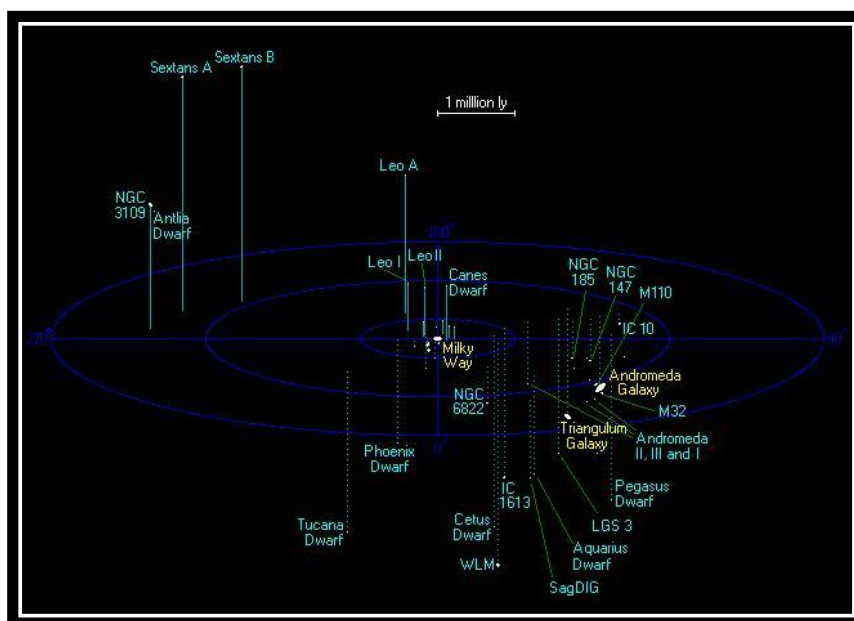 Sextans A
Sextans B
1 milllion ly
Leo A
NGC
3109
Antlia
Dwarf
180°
Leo I
Leo II
Canes
Dwarf
NGC
185
NGC
147
M110
IC 10
270°
90°
Milky
Way
Andromeda
Galaxy
NGC
6822
M32
Triangulum
Galaxy
Andromeda
II, III and I
0°
Phoenix
Dwarf
IC
1613
Pegasus
Dwarf
Tucana
Dwarf
Cetus
Dwarf
LGS 3
Aquarius
Dwarf
WLM
SagDIG